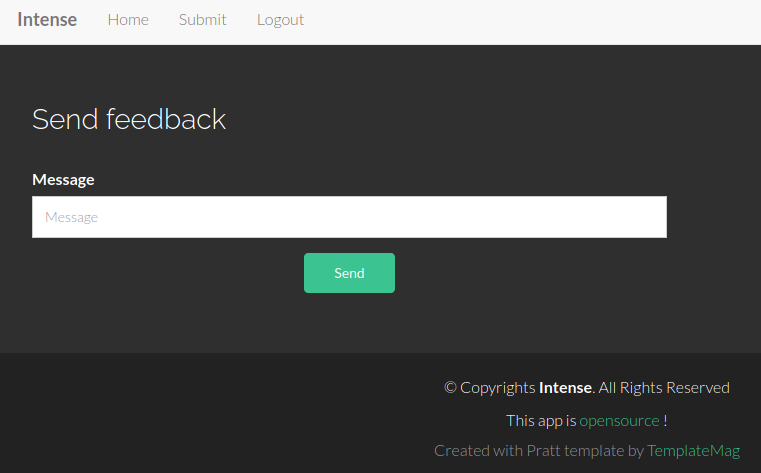 Intense Home Submit Logout
Send feedback
Message
Message
Send
© Copyrights Intense. All Rights Reserved
This app is opensource !
Created with Pratt template by TemplateMag